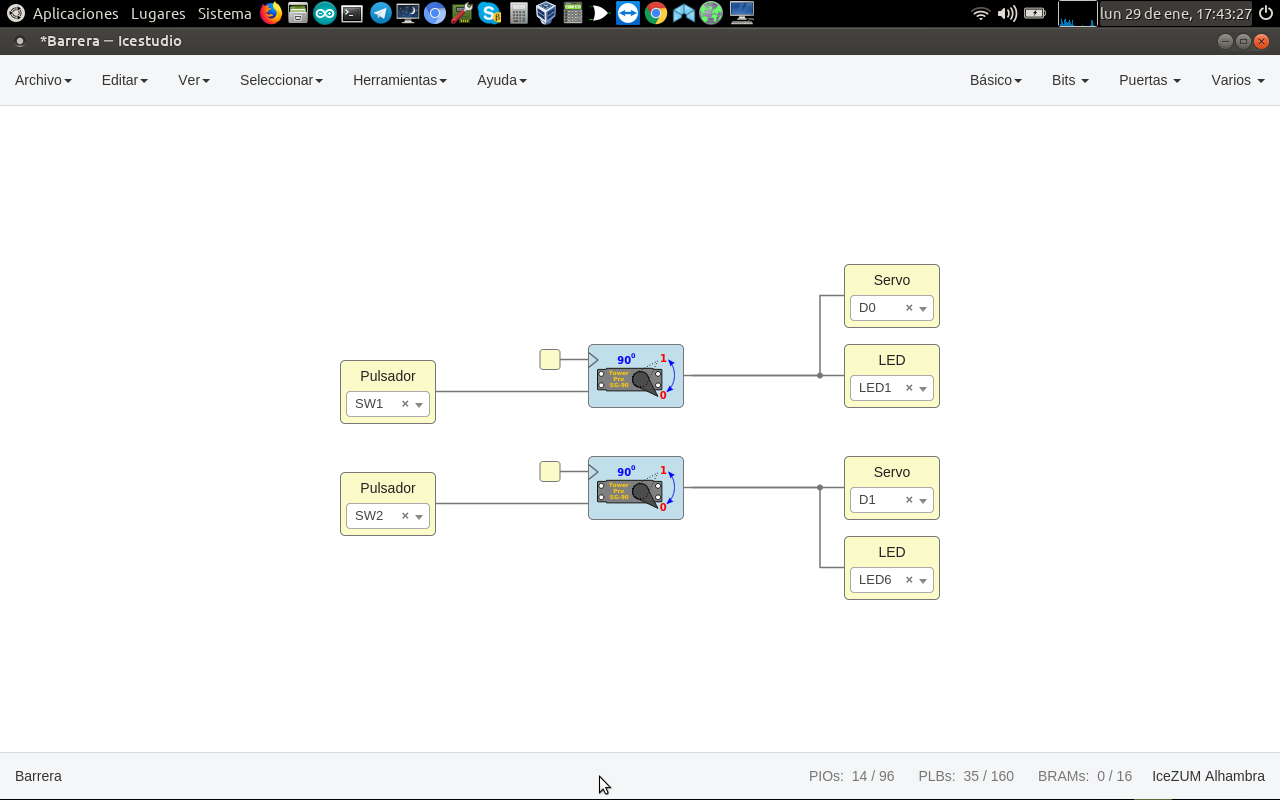 Aplicaciones Lugares Sistema lun 29 de ene, 17:43:27
*Barrera – Icestudio
Archivo Editar Ver Seleccionar Herramientas Ayuda Básico Bits Puertas Varios
Servo
D0 ×
90⁰ 1
Tower
Pro
SG-90
0
LED
LED1 ×
Pulsador
SW1 ×
90⁰ 1
Tower
Pro
SG-90
0
Servo
D1 ×
Pulsador
SW2 ×
LED
LED6 ×
Barrera PIOs: 14 / 96 PLBs: 35 / 160 BRAMs: 0 / 16 IceZUM Alhambra